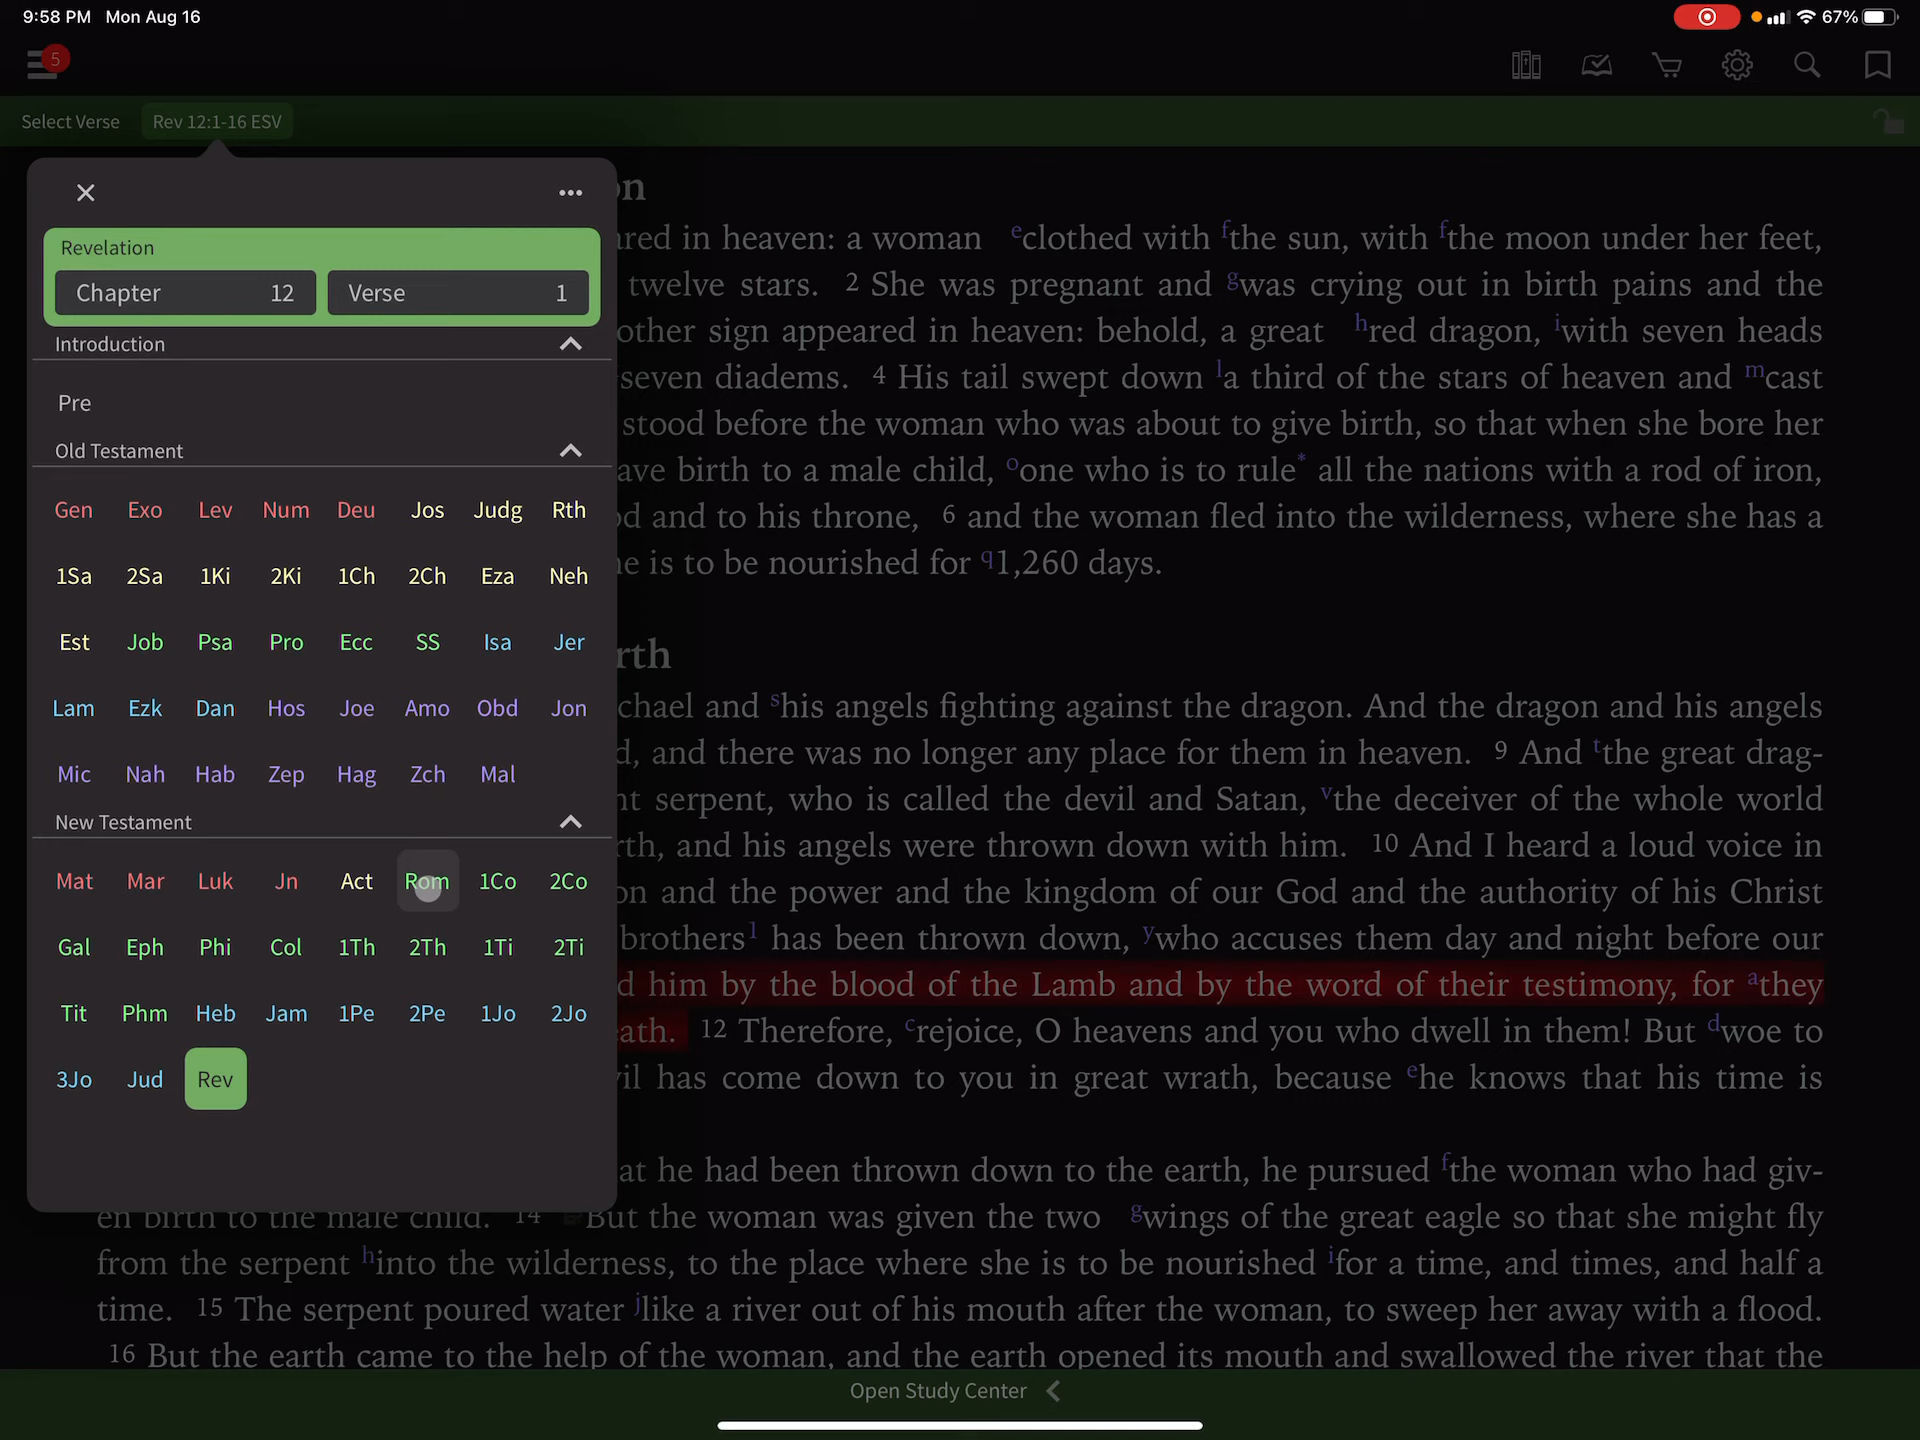 9:58 PM Mon Aug 16
67%
5
Select Verse Rev 12:1-16 ESV
Revelation
Chapter 12 Verse 1
Introduction
Pre
Old Testament
Gen Exo Lev Num Deu Jos Judg Rth
1Sa 2Sa 1Ki 2Ki 1Ch 2Ch Eza Neh
Est Job Psa Pro Ecc SS Isa Jer
Lam Ezk Dan Hos Joe Amo Obd Jon
Mic Nah Hab Zep Hag Zch Mal
New Testament
Mat Mar Luk Jn Act Rom 1Co 2Co
Gal Eph Phi Col 1Th 2Th 1Ti 2Ti
Tit Phm Heb Jam 1Pe 2Pe 1Jo 2Jo
3Jo Jud Rev
on
red in heaven: a woman e clothed with f the sun, with f the moon under her feet,
twelve stars. 2 She was pregnant and g was crying out in birth pains and the
other sign appeared in heaven: behold, a great h red dragon, i with seven heads
seven diadems. 4 His tail swept down l a third of the stars of heaven and m cast
stood before the woman who was about to give birth, so that when she bore her
ave birth to a male child, o one who is to rule* all the nations with a rod of iron,
d and to his throne, 6 and the woman fled into the wilderness, where she has a
e is to be nourished for q 1,260 days.
rth
chael and s his angels fighting against the dragon. And the dragon and his angels
d, and there was no longer any place for them in heaven. 9 And t the great drag-
nt serpent, who is called the devil and Satan, v the deceiver of the whole world
rth, and his angels were thrown down with him. 10 And I heard a loud voice in
on and the power and the kingdom of our God and the authority of his Christ
brothers 1 has been thrown down, y who accuses them day and night before our
d him by the blood of the Lamb and by the word of their testimony, for a they
ath. 12 Therefore, c rejoice, O heavens and you who dwell in them! But d woe to
il has come down to you in great wrath, because e he knows that his time is
at he had been thrown down to the earth, he pursued f the woman who had giv-
en birth to the male child. 14 But the woman was given the two g wings of the great eagle so that she might fly
from the serpent h into the wilderness, to the place where she is to be nourished i for a time, and times, and half a
time. 15 The serpent poured water j like a river out of his mouth after the woman, to sweep her away with a flood.
16 But the earth came to the help of the woman, and the earth opened its mouth and swallowed the river that the
Open Study Center